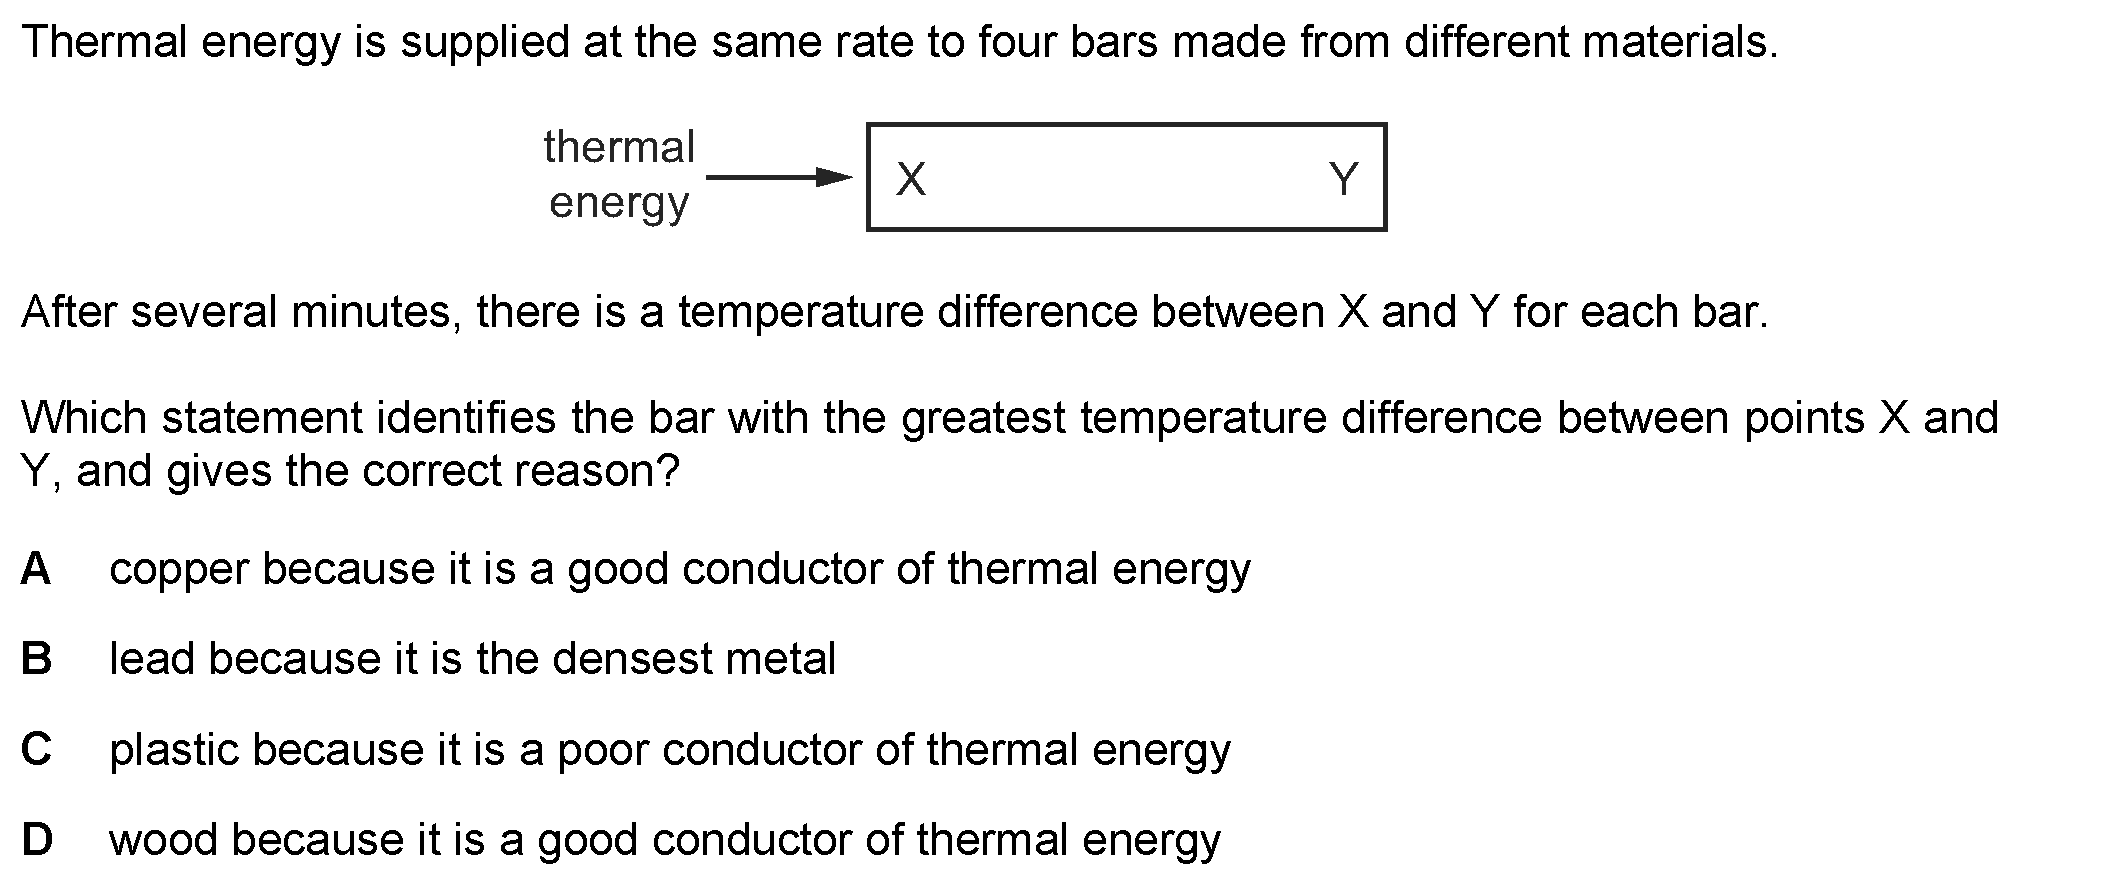 Thermal energy is supplied at the same rate to four bars made from different materials.
thermal
energy
X Y
After several minutes, there is a temperature difference between X and Y for each bar.
Which statement identifies the bar with the greatest temperature difference between points X and
Y, and gives the correct reason?
A copper because it is a good conductor of thermal energy
B lead because it is the densest metal
C plastic because it is a poor conductor of thermal energy
D wood because it is a good conductor of thermal energy